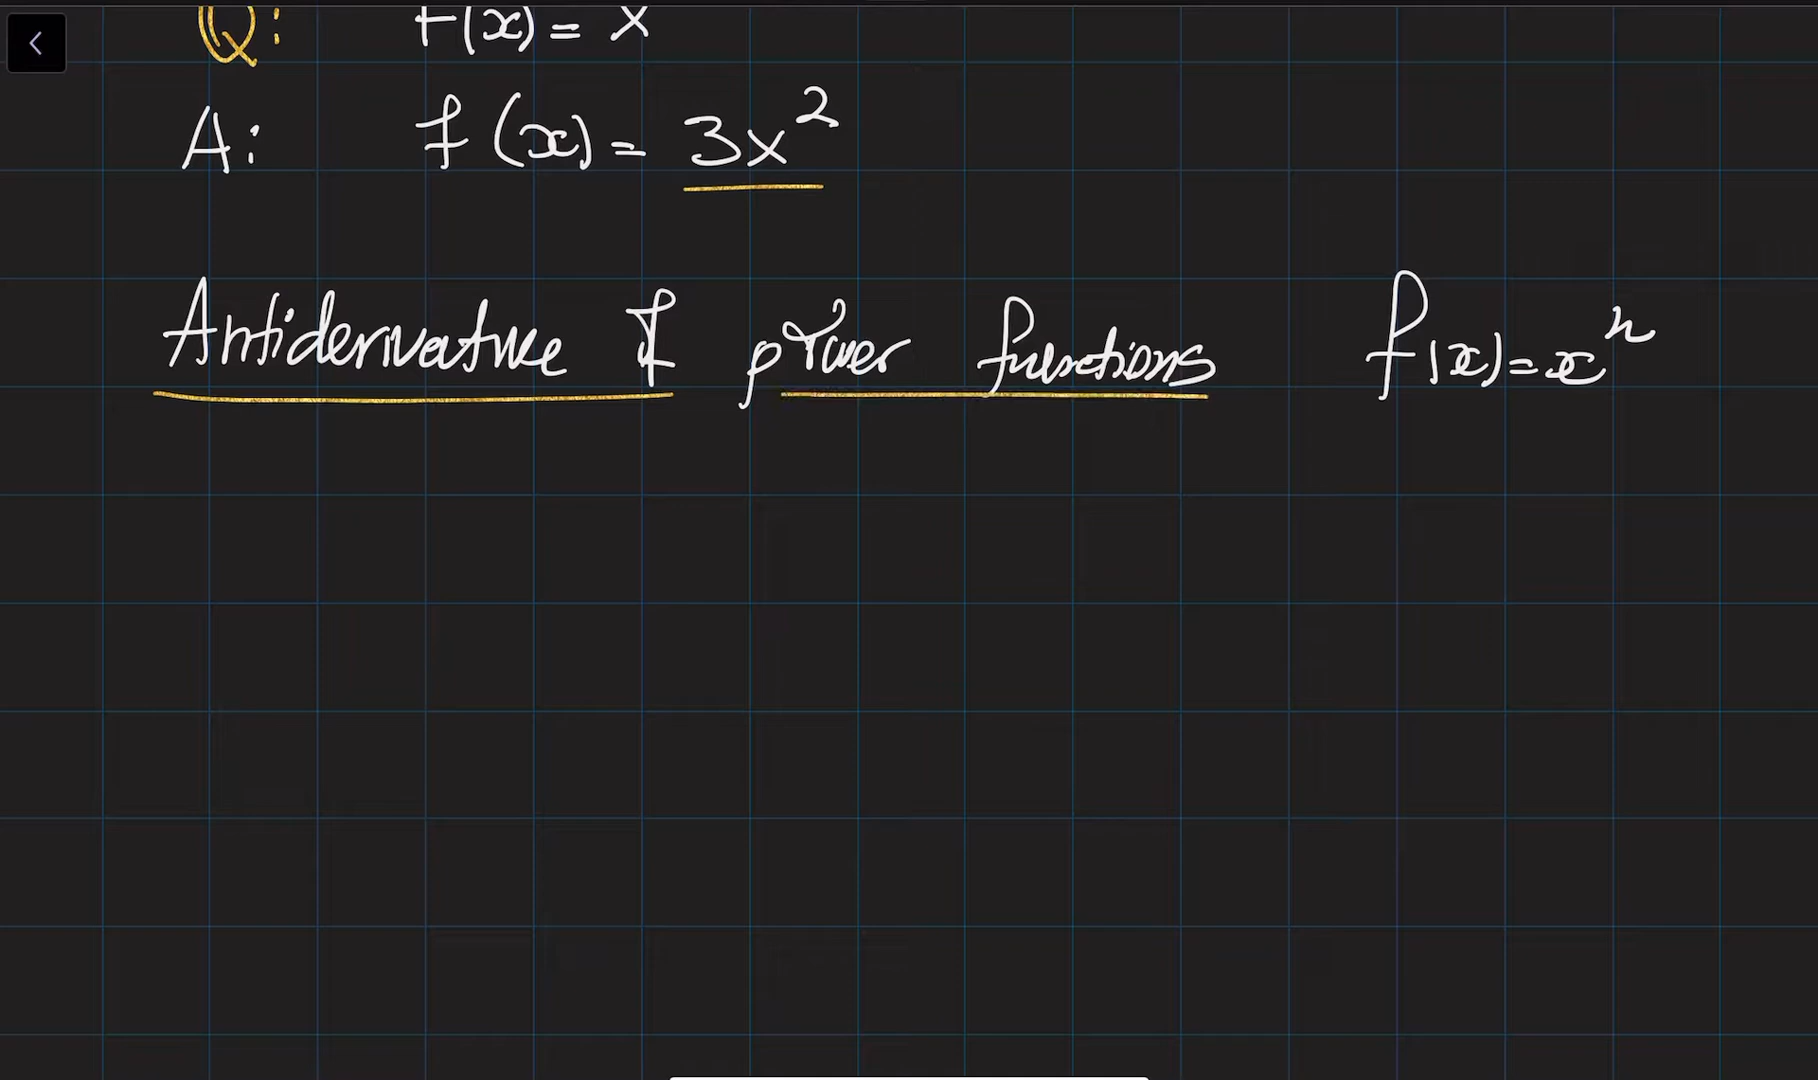 Q: F(x) = x
A: f(x) = 3x²
Antiderivative of power functions f(x) = xⁿ